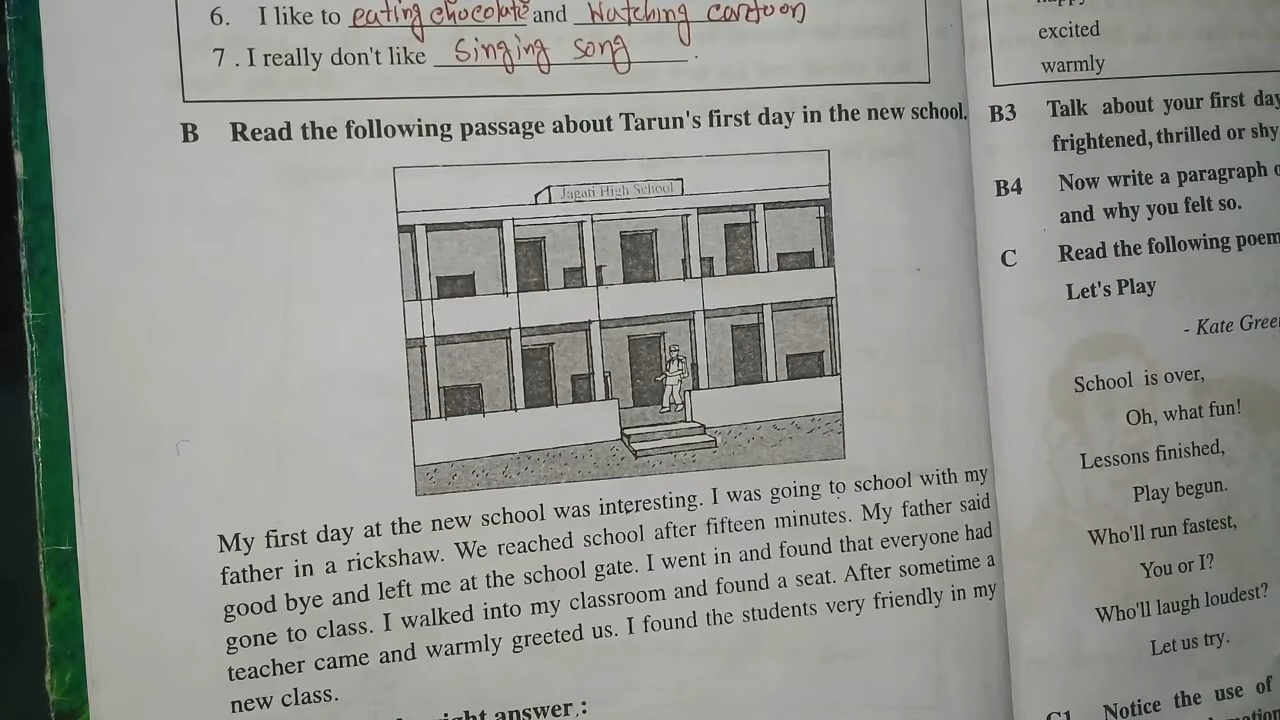 6. I like to eating chocolate and Watching cartoon
7 . I really don't like singing song .
B Read the following passage about Tarun's first day in the new school.
Jagati High School
My first day at the new school was interesting. I was going to school with my
father in a rickshaw. We reached school after fifteen minutes. My father said
good bye and left me at the school gate. I went in and found that everyone had
gone to class. I walked into my classroom and found a seat. After sometime a
teacher came and warmly greeted us. I found the students very friendly in my
new class.
answer :
excited
warmly
B3 Talk about your first day
frightened, thrilled or shy
B4 Now write a paragraph
and why you felt so.
C Read the following poem
Let's Play
- Kate
School is over,
Oh, what fun!
Lessons finished,
Play begun.
Who'll run fastest,
You or I?
Who'll laugh loudest?
Let us try.
C1 Notice the use of